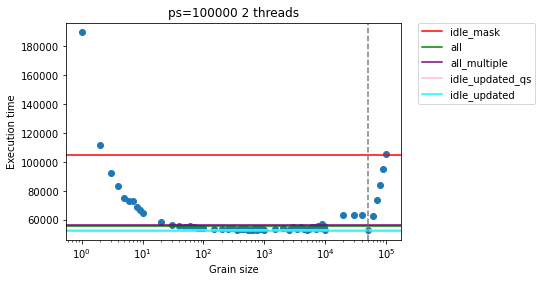 ps=100000 2 threads
Execution time
180000
160000
140000
120000
100000
80000
60000
10^0
10^1
10^2
10^3
10^4
10^5
Grain size
idle_mask
all
all_multiple
idle_updated_qs
idle_updated